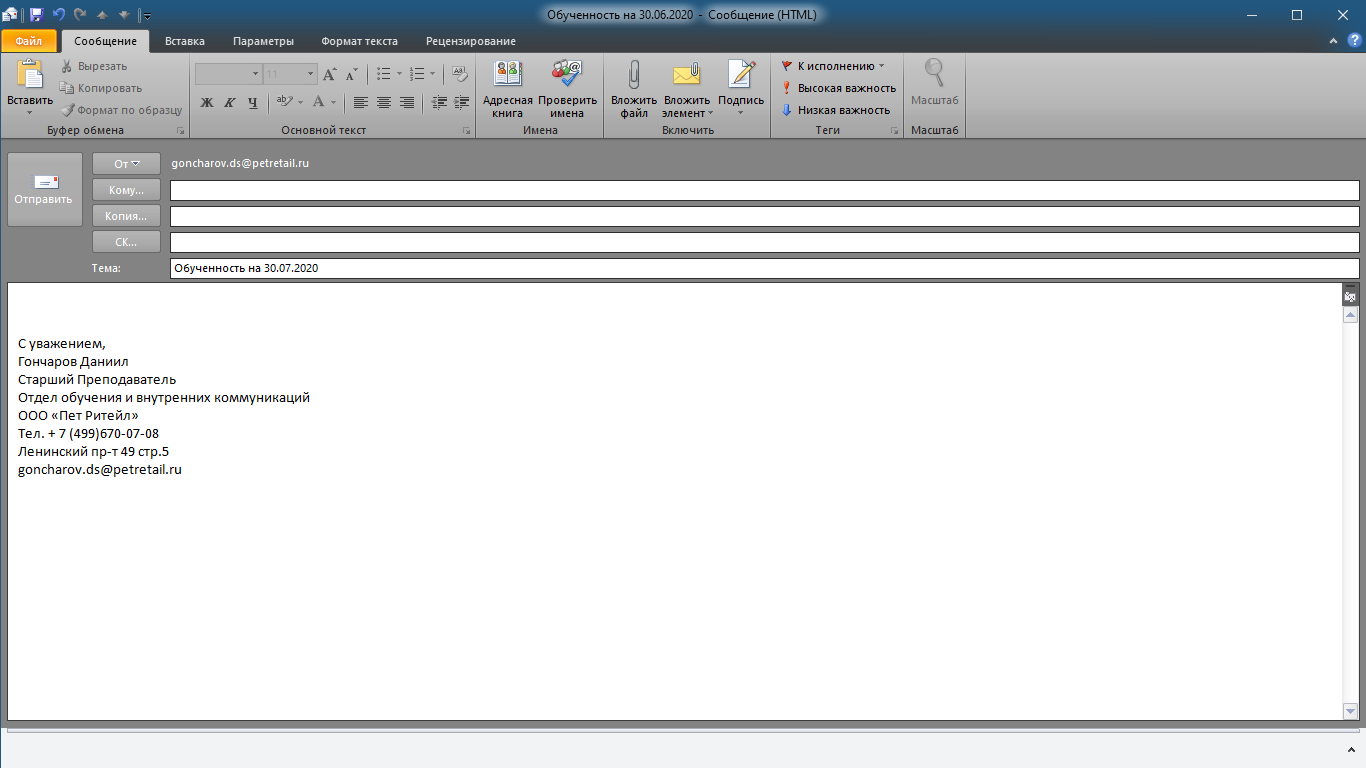 Обученность на 30.06.2020 - Сообщение (HTML)
Файл Сообщение Вставка Параметры Формат текста Рецензирование
Вставить
Вырезать
Копировать
Формат по образцу
Буфер обмена
11
Ж К Ч
Основной текст
Адресная книга
Проверить имена
Имена
Вложить файл
Вложить элемент
Подпись
Включить
К исполнению
Высокая важность
Низкая важность
Теги
Масштаб
Масштаб
Отправить
От goncharov.ds@petretail.ru
Кому...
Копия...
СК...
Тема: Обученность на 30.07.2020
С уважением,
Гончаров Даниил
Старший Преподаватель
Отдел обучения и внутренних коммуникаций
ООО «Пет Ритейл»
Тел. + 7 (499)670-07-08
Ленинский пр-т 49 стр.5
goncharov.ds@petretail.ru